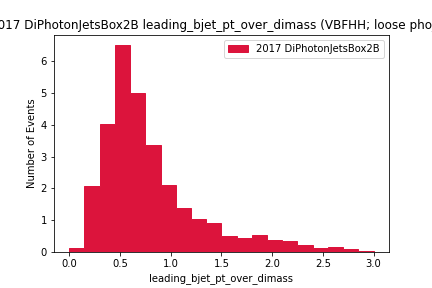 017 DiPhotonJetsBox2B leading_bjet_pt_over_dimass (VBFHH; loose pho
2017 DiPhotonJetsBox2B
Number of Events
6
5
4
3
2
1
0
0.0 0.5 1.0 1.5 2.0 2.5 3.0
leading_bjet_pt_over_dimass